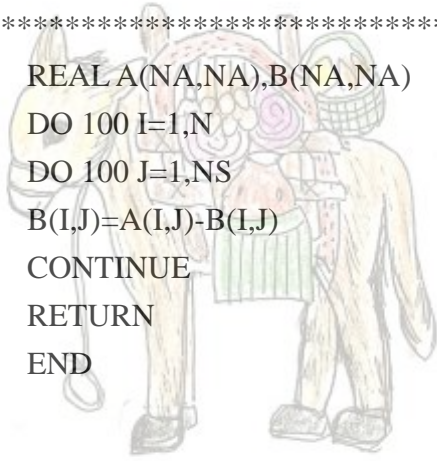 ******************************
REAL A(NA,NA),B(NA,NA)
DO 100 I=1,N
DO 100 J=1,NS
B(I,J)=A(I,J)-B(I,J)
CONTINUE
RETURN
END